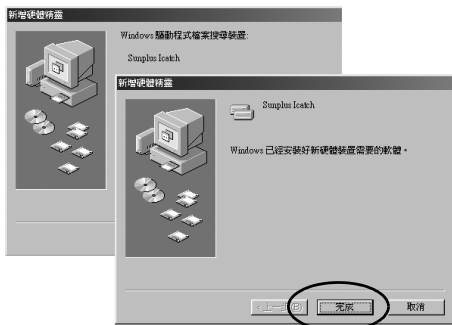 新增硬體精靈
Windows 驅動程式檔案搜尋裝置:
Sunplus Icatch
新增硬體精靈
Sunplus Icatch
Windows 已經安裝好新硬體裝置需要的軟體。
<上一步(B)
完成
取消